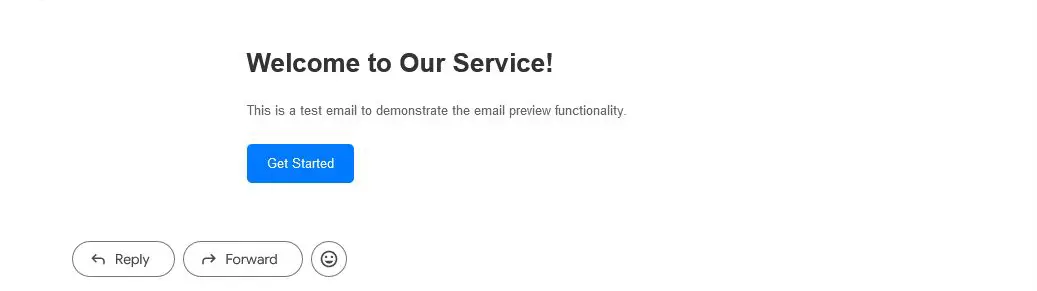 Welcome to Our Service!
This is a test email to demonstrate the email preview functionality.
Get Started
Reply
Forward